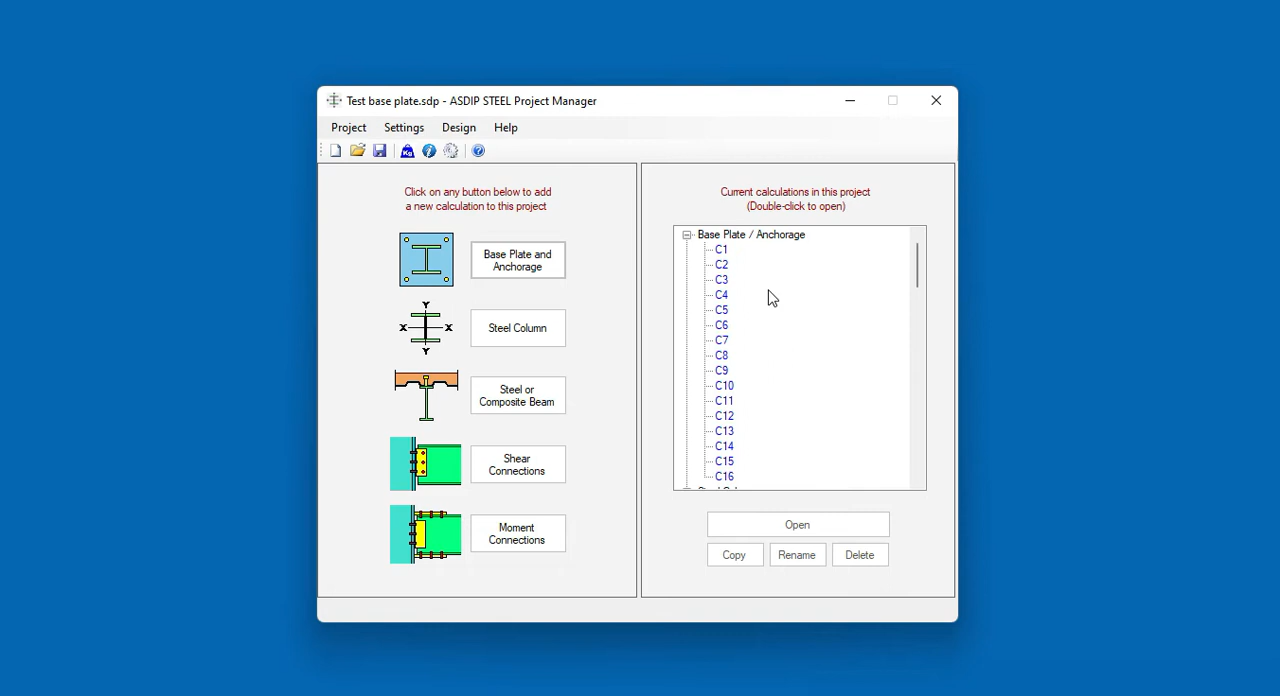 Test base plate.sdp - ASDIP STEEL Project Manager
Project Settings Design Help
Kg
Click on any button below to add
a new calculation to this project
Base Plate and
Anchorage
Y
X X
Y
Steel Column
Steel or
Composite Beam
Shear
Connections
Moment
Connections
Current calculations in this project
(Double-click to open)
Base Plate / Anchorage
C1
C2
C3
C4
C5
C6
C7
C8
C9
C10
C11
C12
C13
C14
C15
C16
Open
Copy Rename Delete